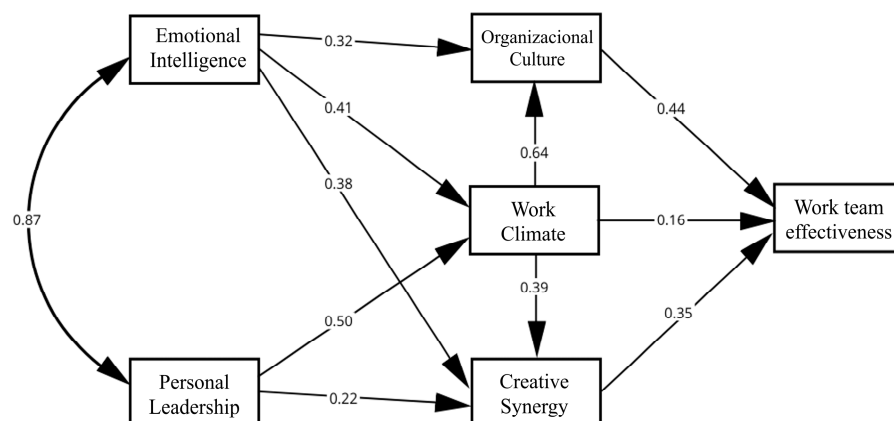 Emotional
Intelligence
0.32
Organizacional
Culture
0.41
0.44
0.64
0.38
0.87
Work
Climate
0.16
Work team
effectiveness
0.39
0.50
0.35
Personal
Leadership
0.22
Creative
Synergy